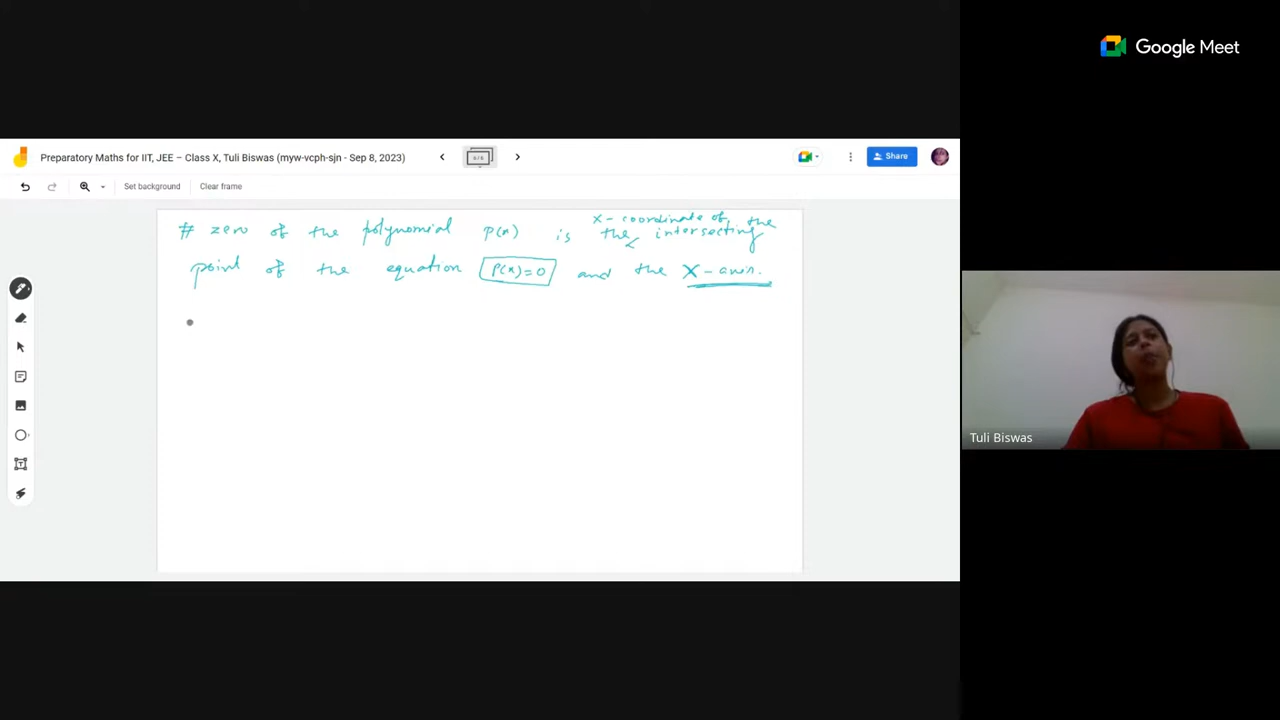 Google Meet
Preparatory Maths for IIT, JEE – Class X, Tuli Biswas (myw-vcph-sjn - Sep 8, 2023)
Share
Set background
Clear frame
x-coordinate of the
# zero of the polynomial P(x) is the intersecting
point of the equation P(x)=0 and the X-axis.
Tuli Biswas